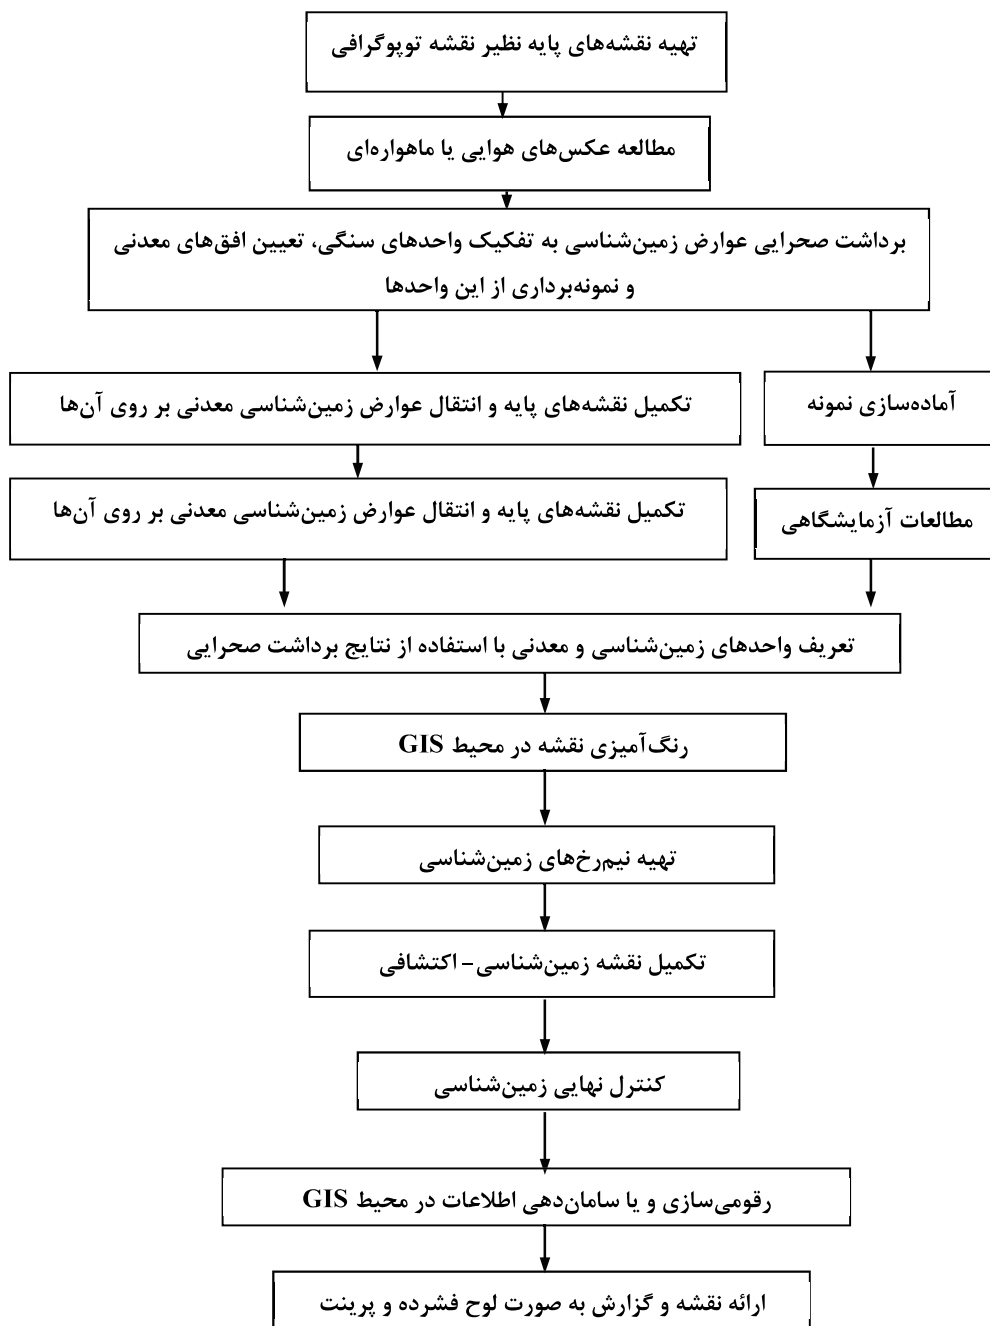 تهیه نقشه‌های پایه نظیر نقشه توپوگرافی
مطالعه عکس‌های هوایی یا ماهواره‌ای
برداشت صحرایی عوارض زمین‌شناسی به تفکیک واحدهای سنگی، تعیین افق‌های معدنی
و نمونه‌برداری از این واحدها
آماده‌سازی نمونه
تکمیل نقشه‌های پایه و انتقال عوارض زمین‌شناسی معدنی بر روی آن‌ها
مطالعات آزمایشگاهی
تکمیل نقشه‌های پایه و انتقال عوارض زمین‌شناسی معدنی بر روی آن‌ها
تعریف واحدهای زمین‌شناسی و معدنی با استفاده از نتایج برداشت صحرایی
رنگ‌آمیزی نقشه در محیط GIS
تهیه نیم‌رخ‌های زمین‌شناسی
تکمیل نقشه زمین‌شناسی - اکتشافی
کنترل نهایی زمین‌شناسی
رقومی‌سازی و یا سامان‌دهی اطلاعات در محیط GIS
ارائه نقشه و گزارش به صورت لوح فشرده و پرینت